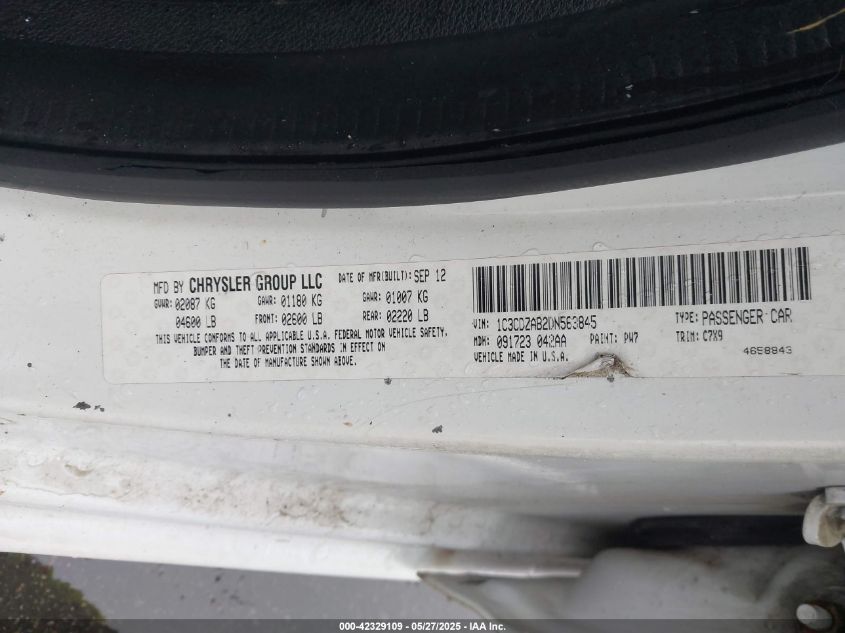 MFD BY CHRYSLER GROUP LLC DATE OF MFR(BUILT): SEP 12
GVWR: 02087 KG GAWR: 01180 KG GAWR: 01007 KG
04600 LB FRONT: 02600 LB REAR: 02220 LB
THIS VEHICLE CONFORMS TO ALL APPLICABLE U.S.A. FEDERAL MOTOR VEHICLE SAFETY,
BUMPER AND THEFT PREVENTION STANDARDS IN EFFECT ON
THE DATE OF MANUFACTURE SHOWN ABOVE.
VIN: 1C3CDZAB2DN563845 TYPE: PASSENGER CAR
MDH: 091723 042AA PAINT: PW7 TRIM: C7X9
VEHICLE MADE IN U.S.A. 4658843
000-42329109 • 05/27/2025 - IAA Inc.